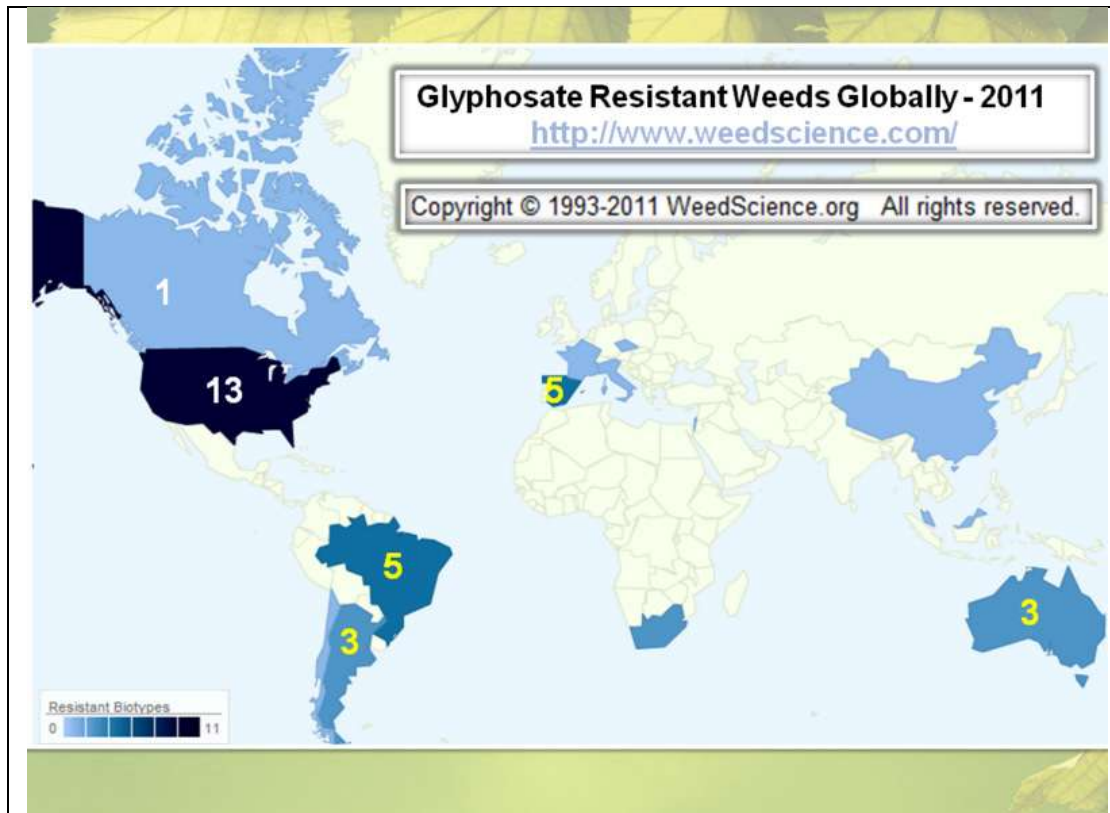 Glyphosate Resistant Weeds Globally - 2011
http://www.weedscience.com/
Copyright © 1993-2011 WeedScience.org All rights reserved.
1
13
5
5
3
3
Resistant Biotypes
0 11